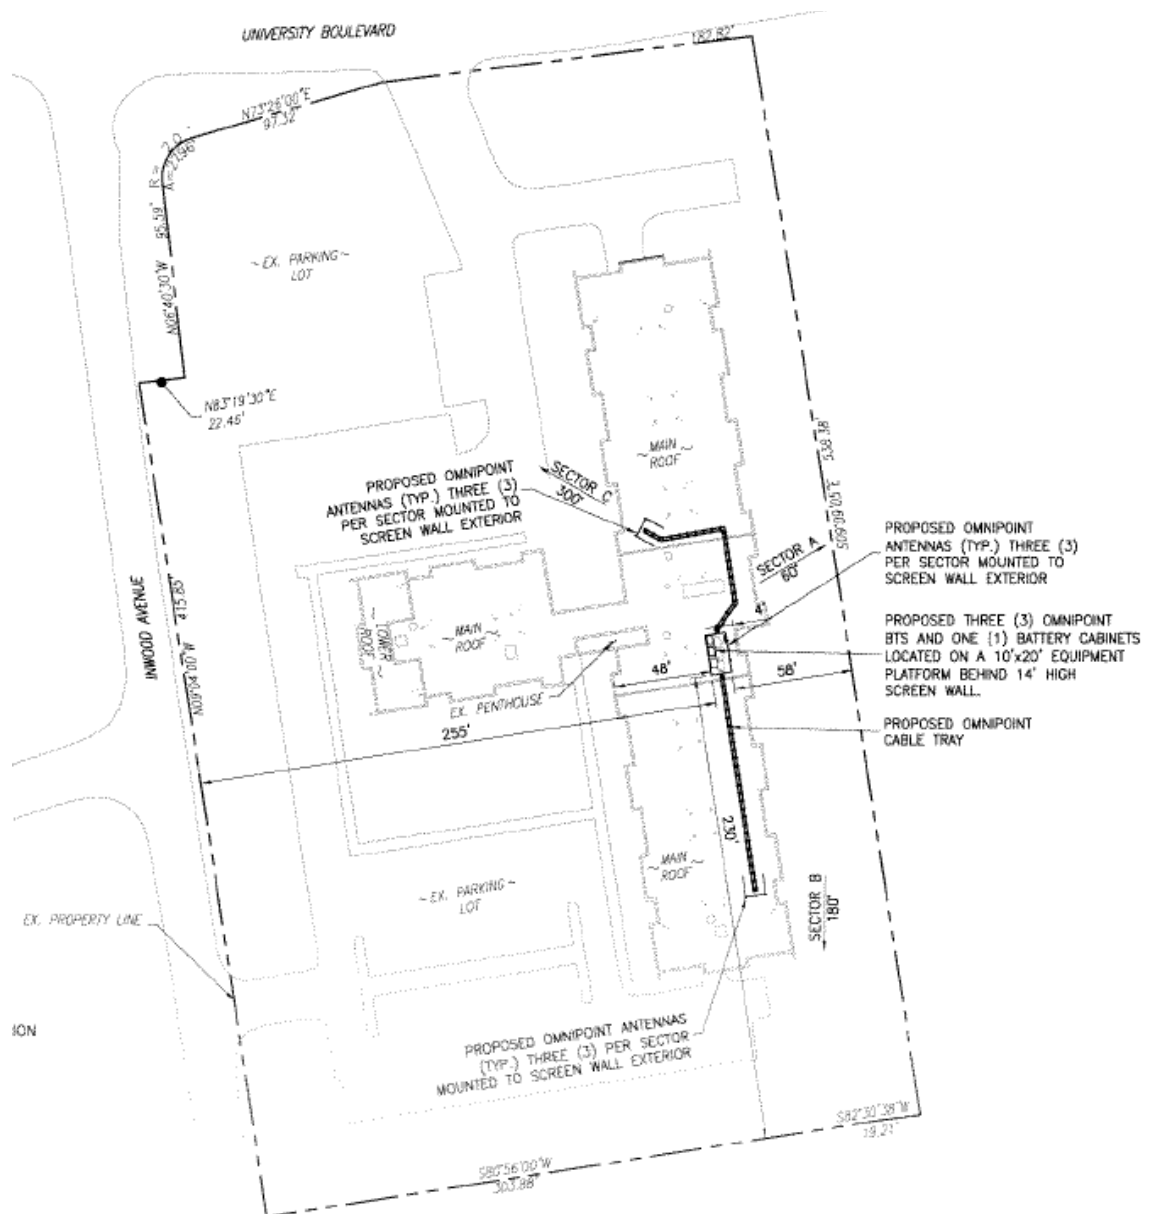 UNIVERSITY BOULEVARD
182.82'
N73°26'00"E
97.32'
R= 20.
A=27.96'
95.59'
N06°40'30"W
~EX. PARKING~
LOT
N83°19'30"E
22.45'
~MAIN~
ROOF
538.38'
SECTOR C
300°
PROPOSED OMNIPOINT
ANTENNAS (TYP.) THREE (3)
PER SECTOR MOUNTED TO
SCREEN WALL EXTERIOR
PROPOSED OMNIPOINT
ANTENNAS (TYP.) THREE (3)
PER SECTOR MOUNTED TO
SCREEN WALL EXTERIOR
SECTOR A
60°
4'
INWOOD AVENUE
415.85'
N09°04'00"W
~TOWER~
ROOF
~MAIN~
ROOF
PROPOSED THREE (3) OMNIPOINT
BTS AND ONE (1) BATTERY CABINETS
LOCATED ON A 10'x20' EQUIPMENT
PLATFORM BEHIND 14' HIGH
SCREEN WALL.
48'
58'
EX. PENTHOUSE
255'
PROPOSED OMNIPOINT
CABLE TRAY
230'
~MAIN~
ROOF
~EX. PARKING~
LOT
SECTOR B
180°
EX. PROPERTY LINE
ION
PROPOSED OMNIPOINT ANTENNAS
(TYP.) THREE (3) PER SECTOR
MOUNTED TO SCREEN WALL EXTERIOR
S82°30'38"W
19.21'
S80°56'00"W
303.88'